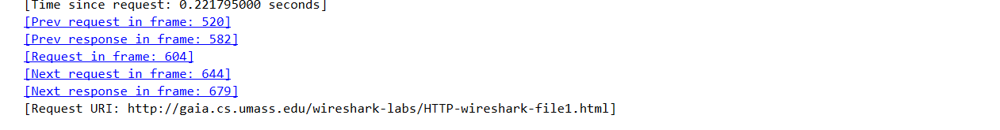 [Time since request: 0.221795000 seconds]
[Prev request in frame: 520]
[Prev response in frame: 582]
[Request in frame: 604]
[Next request in frame: 644]
[Next response in frame: 679]
[Request URI: http://gaia.cs.umass.edu/wireshark-labs/HTTP-wireshark-file1.html]